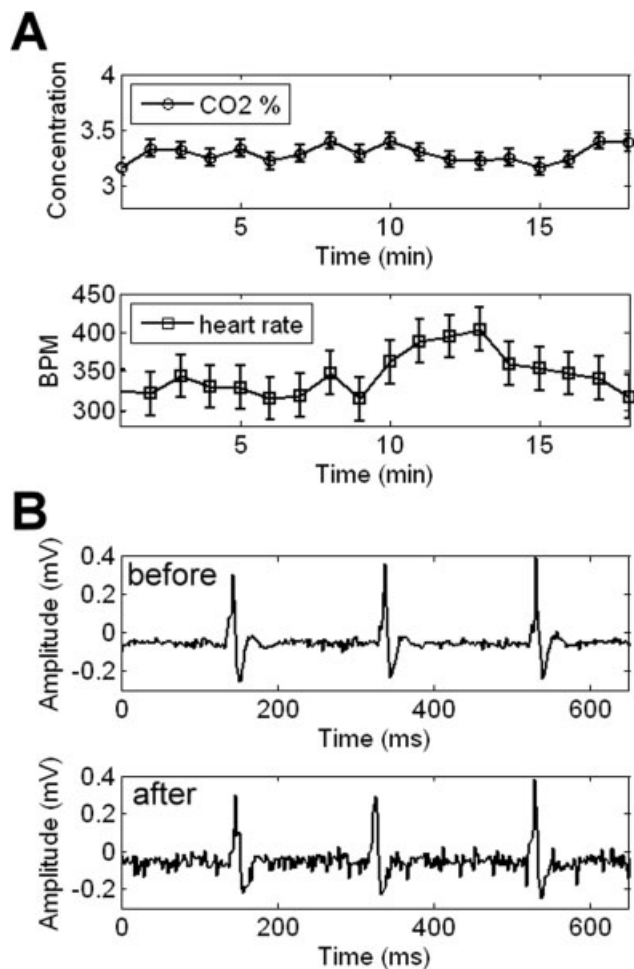 A
4
3.5
3
Concentration
CO2 %
5
10
15
Time (min)
450
400
350
300
BPM
heart rate
5
10
15
Time (min)
B
0.4
0.2
0
-0.2
Amplitude (mV)
before
0
200
400
600
Time (ms)
0.4
0.2
0
-0.2
Amplitude (mV)
after
0
200
400
600
Time (ms)